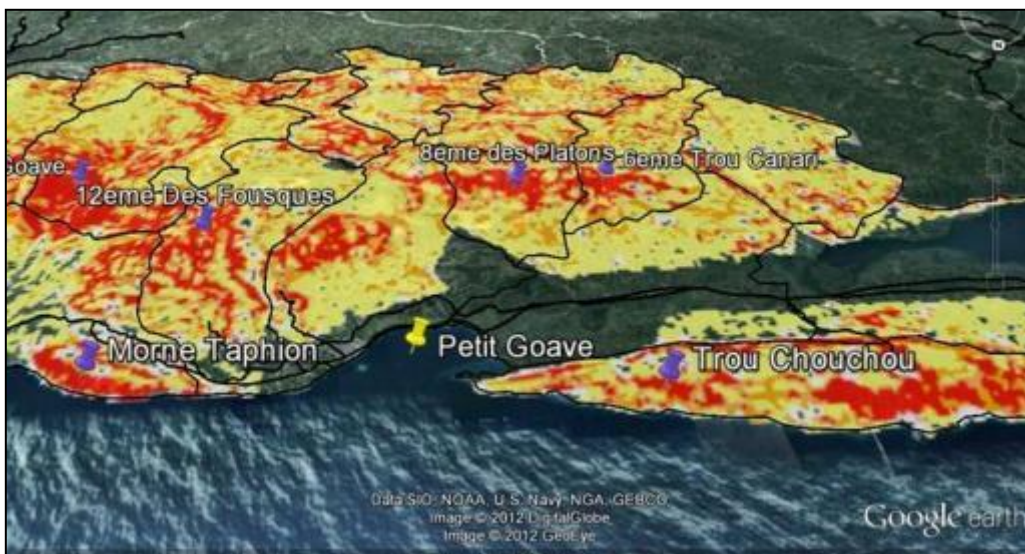 8eme des Platons
6eme Trou Canari
Goave
12eme Des Fousques
Morne Taphion
Petit Goave
Trou Chouchou
Data SIO, NOAA, U.S. Navy, NGA, GEBCO
Image © 2012 DigitalGlobe
Image © 2012 GeoEye
Google earth